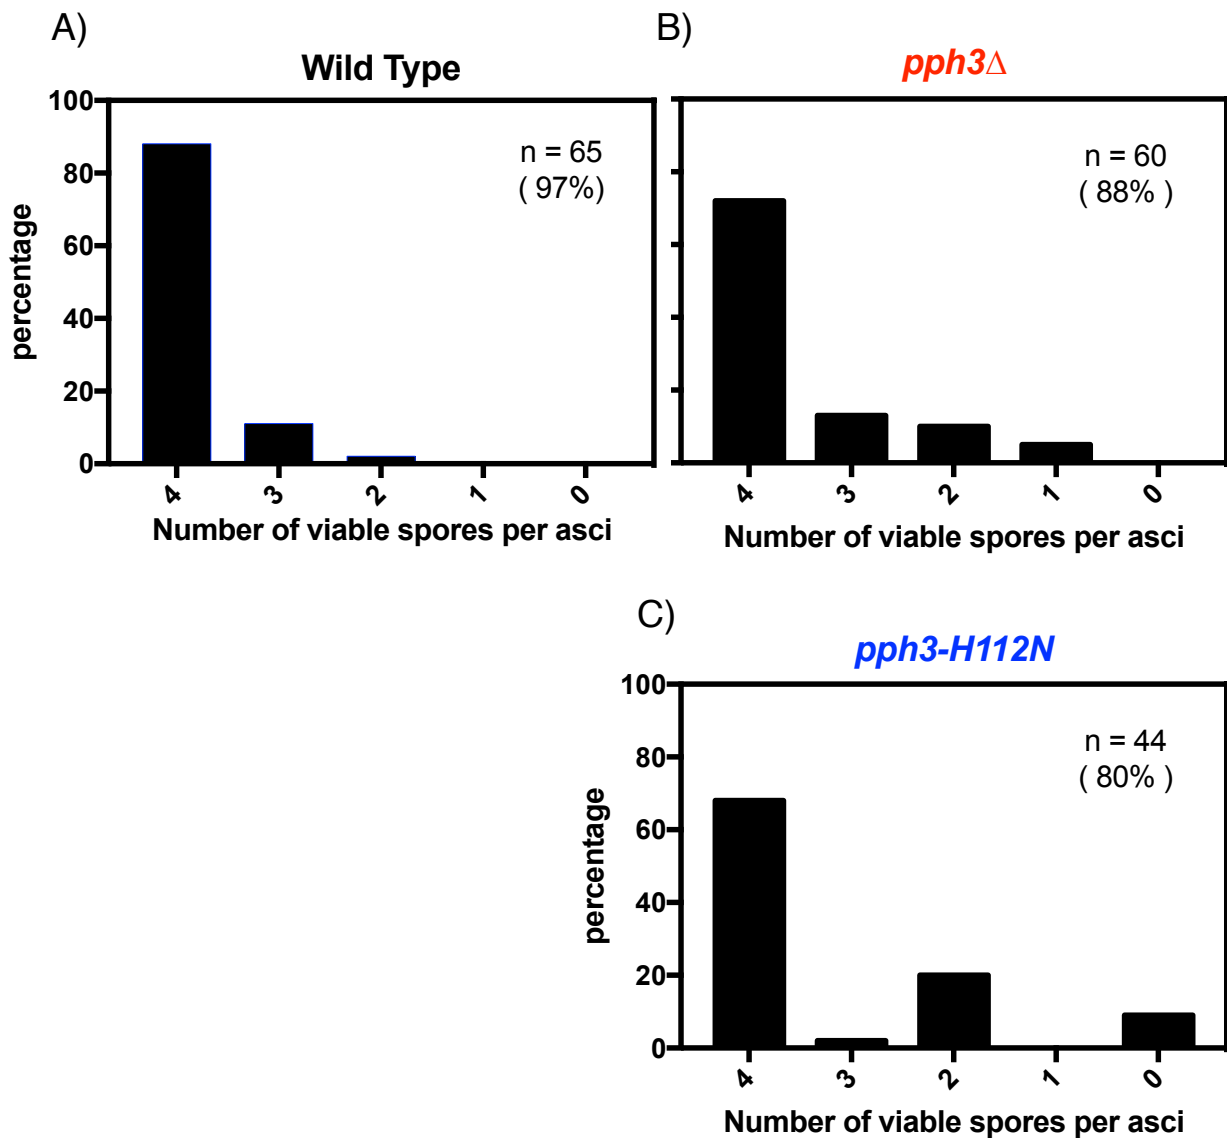 A)
Wild Type
n = 65
( 97%)
percentage
100
80
60
40
20
0
4
3
2
1
0
Number of viable spores per asci
B)
pph3Δ
n = 60
( 88% )
4
3
2
1
0
Number of viable spores per asci
C)
pph3-H112N
n = 44
( 80% )
percentage
100
80
60
40
20
0
4
3
2
1
0
Number of viable spores per asci